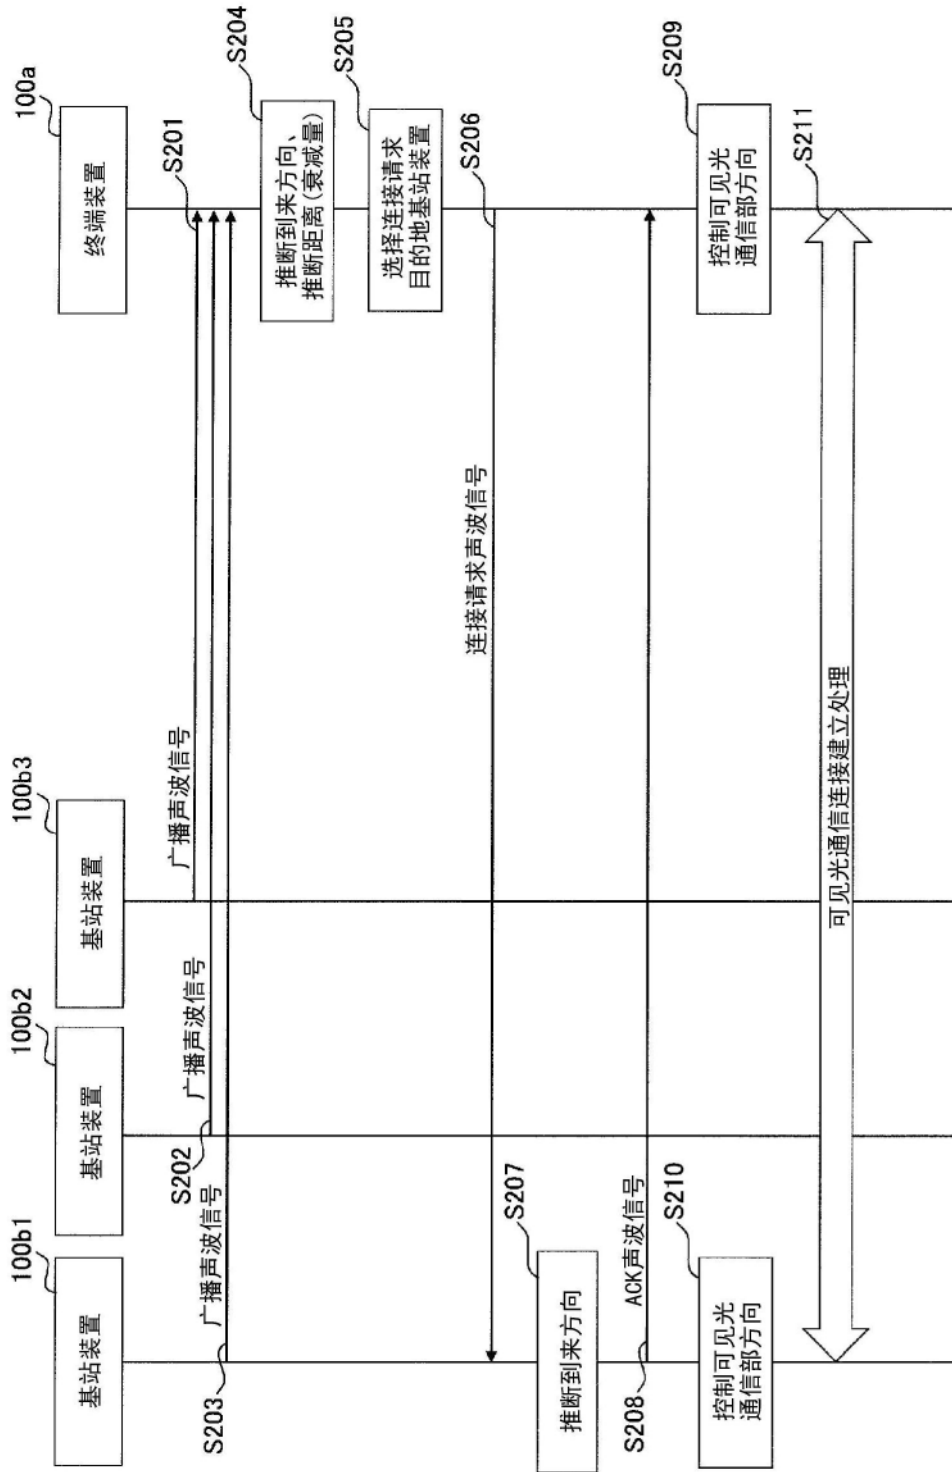 100b1
100b2
100b3
100a
基站装置
基站装置
基站装置
终端装置
广播声波信号
S201
广播声波信号
S202
广播声波信号
S203
S204
推断到来方向、
推断距离(衰减量)
S205
选择连接请求
目的地基站装置
连接请求声波信号
S206
S207
推断到来方向
ACK声波信号
S208
S209
控制可见光
通信部方向
S210
控制可见光
通信部方向
可见光通信连接建立处理
S211